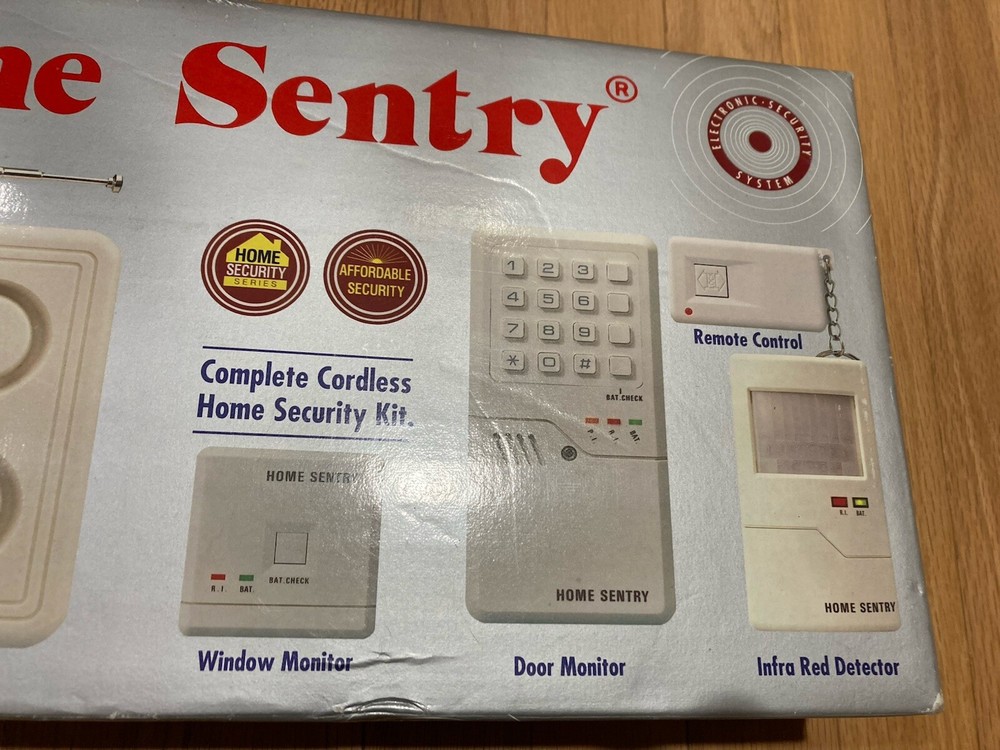 me Sentry®
ELECTRONIC · SECURITY
SYSTEM
HOME
SECURITY
SERIES
AFFORDABLE
SECURITY
Complete Cordless
Home Security Kit.
1 2 3
4 5 6
7 8 9
* 0 #
BAT.CHECK
R.I. BAT.
HOME SENTRY
Remote Control
R.I. BAT.
HOME SENTRY
HOME SENTRY
BAT.CHECK
R.I. BAT.
Window Monitor
Door Monitor
Infra Red Detector